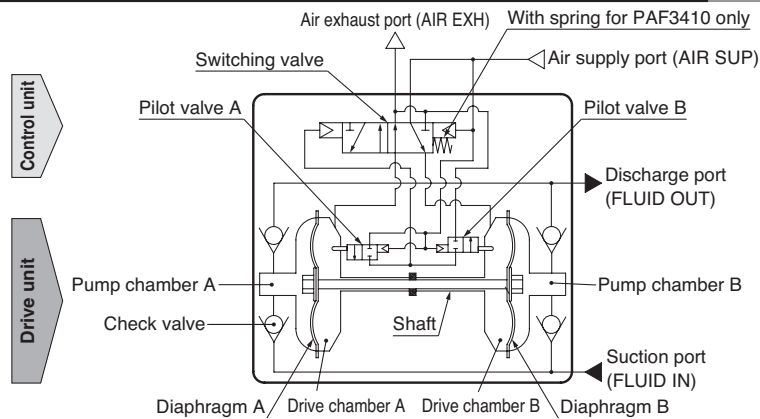 Air exhaust port (AIR EXH)
With spring for PAF3410 only
Air supply port (AIR SUP)
Switching valve
Pilot valve A
Pilot valve B
Control unit
Discharge port
(FLUID OUT)
Drive unit
Pump chamber A
Pump chamber B
Check valve
Shaft
Suction port
(FLUID IN)
Diaphragm A
Drive chamber A
Drive chamber B
Diaphragm B